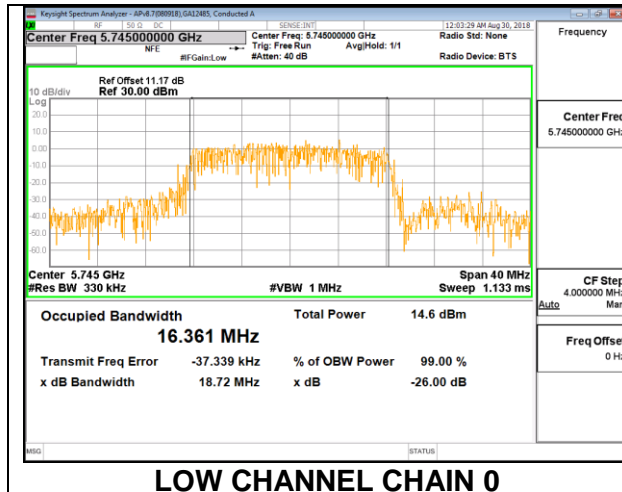 Keysight Spectrum Analyzer - APv8.7(080918),GA12485, Conducted A
LXI RF 50 Ω DC SENSE:INT 12:03:29 AM Aug 30, 2018
Center Freq 5.745000000 GHz
Center Freq: 5.745000000 GHz
Radio Std: None
NFE
Trig: Free Run Avg|Hold: 1/1
#IFGain:Low
#Atten: 40 dB
Radio Device: BTS
Frequency
Ref Offset 11.17 dB
10 dB/div Ref 30.00 dBm
Log
20.0
10.0
0.00
-10.0
-20.0
-30.0
-40.0
-50.0
-60.0
Center Freq
5.745000000 GHz
Center 5.745 GHz
Span 40 MHz
#Res BW 330 kHz
#VBW 1 MHz
Sweep 1.133 ms
CF Step
4.000000 MHz
Auto Man
Occupied Bandwidth
Total Power 14.6 dBm
16.361 MHz
Transmit Freq Error -37.339 kHz
% of OBW Power 99.00 %
x dB Bandwidth 18.72 MHz
x dB -26.00 dB
Freq Offset
0 Hz
MSG
STATUS
LOW CHANNEL CHAIN 0